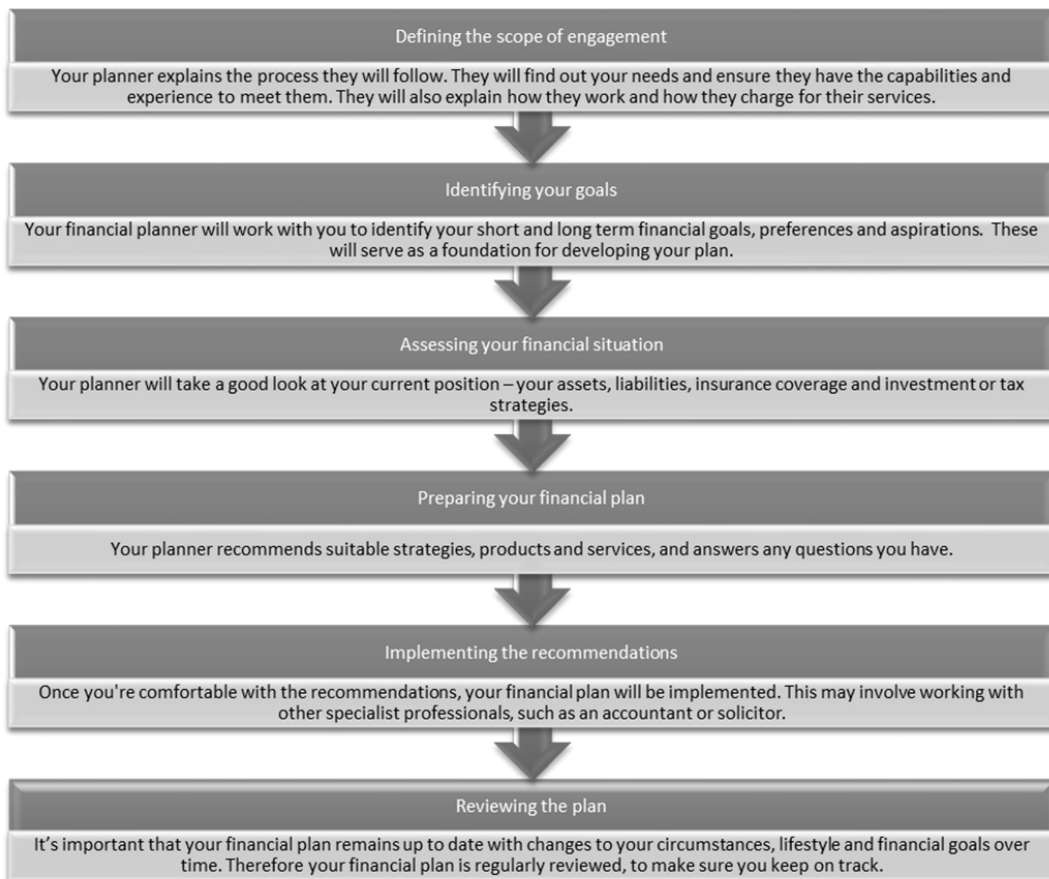 Defining the scope of engagement
Your planner explains the process they will follow. They will find out your needs and ensure they have the capabilities and
experience to meet them. They will also explain how they work and how they charge for their services.
Identifying your goals
Your financial planner will work with you to identify your short and long term financial goals, preferences and aspirations.  These
will serve as a foundation for developing your plan.
Assessing your financial situation
Your planner will take a good look at your current position – your assets, liabilities, insurance coverage and investment or tax
strategies.
Preparing your financial plan
Your planner recommends suitable strategies, products and services, and answers any questions you have.
Implementing the recommendations
Once you're comfortable with the recommendations, your financial plan will be implemented. This may involve working with
other specialist professionals, such as an accountant or solicitor.
Reviewing the plan
It’s important that your financial plan remains up to date with changes to your circumstances, lifestyle and financial goals over
time. Therefore your financial plan is regularly reviewed, to make sure you keep on track.